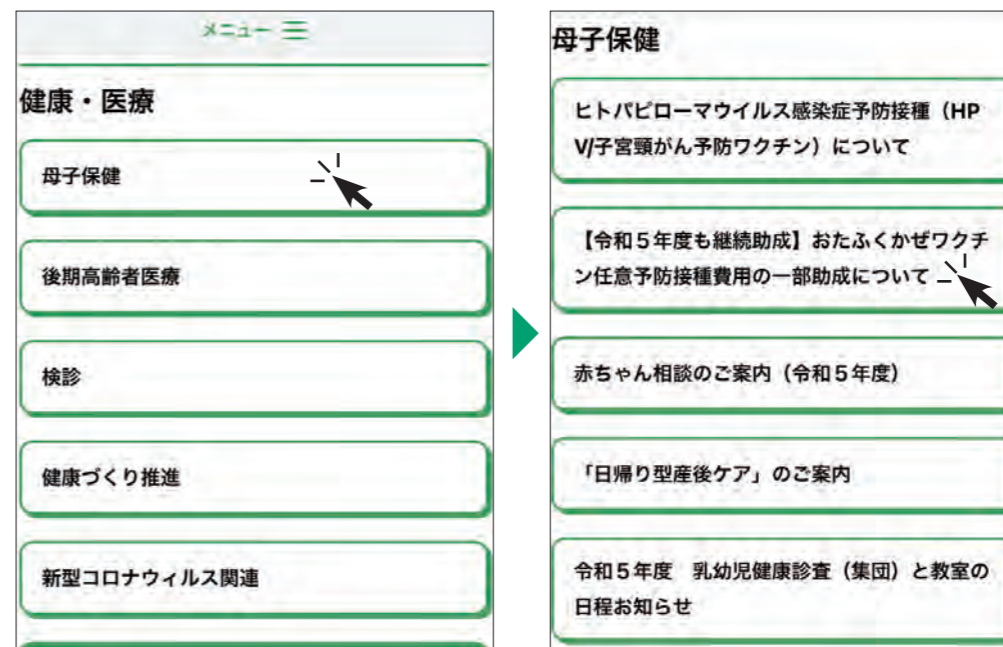 メニュー
健康・医療
母子保健
後期高齢者医療
検診
健康づくり推進
新型コロナウィルス関連
母子保健
ヒトパピローマウイルス感染症予防接種（HP
V/子宮頸がん予防ワクチン）について
【令和５年度も継続助成】おたふくかぜワクチ
ン任意予防接種費用の一部助成について
赤ちゃん相談のご案内（令和５年度）
「日帰り型産後ケア」のご案内
令和５年度　乳幼児健康診査（集団）と教室の
日程お知らせ